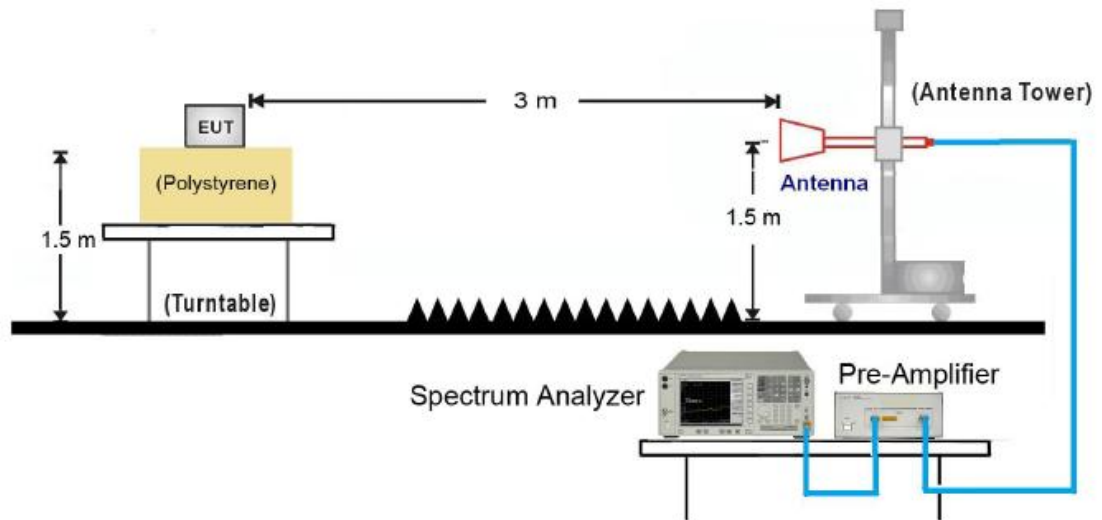 3 m
(Antenna Tower)
EUT
(Polystyrene)
Antenna
1.5 m
1.5 m
(Turntable)
Spectrum Analyzer
Pre-Amplifier